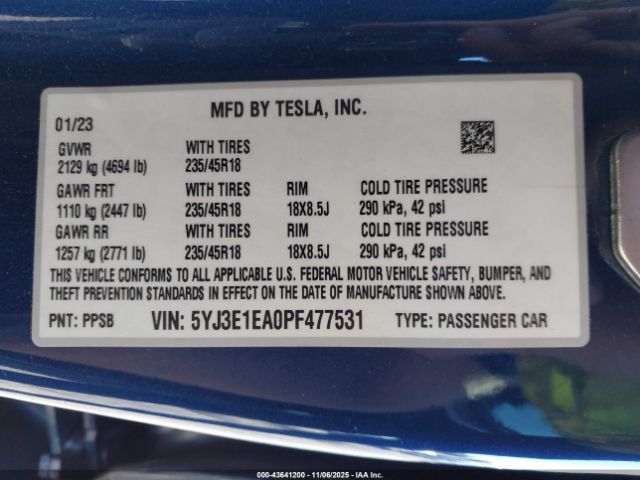 MFD BY TESLA, INC.
01/23
GVWR WITH TIRES
2129 kg (4694 lb) 235/45R18
GAWR FRT WITH TIRES RIM COLD TIRE PRESSURE
1110 kg (2447 lb) 235/45R18 18X8.5J 290 kPa, 42 psi
GAWR RR WITH TIRES RIM COLD TIRE PRESSURE
1257 kg (2771 lb) 235/45R18 18X8.5J 290 kPa, 42 psi
THIS VEHICLE CONFORMS TO ALL APPLICABLE U.S. FEDERAL MOTOR VEHICLE SAFETY, BUMPER, AND
THEFT PREVENTION STANDARDS IN EFFECT ON THE DATE OF MANUFACTURE SHOWN ABOVE.
PNT: PPSB VIN: 5YJ3E1EA0PF477531 TYPE: PASSENGER CAR
000-43641200 - 11/06/2025 - IAA Inc.